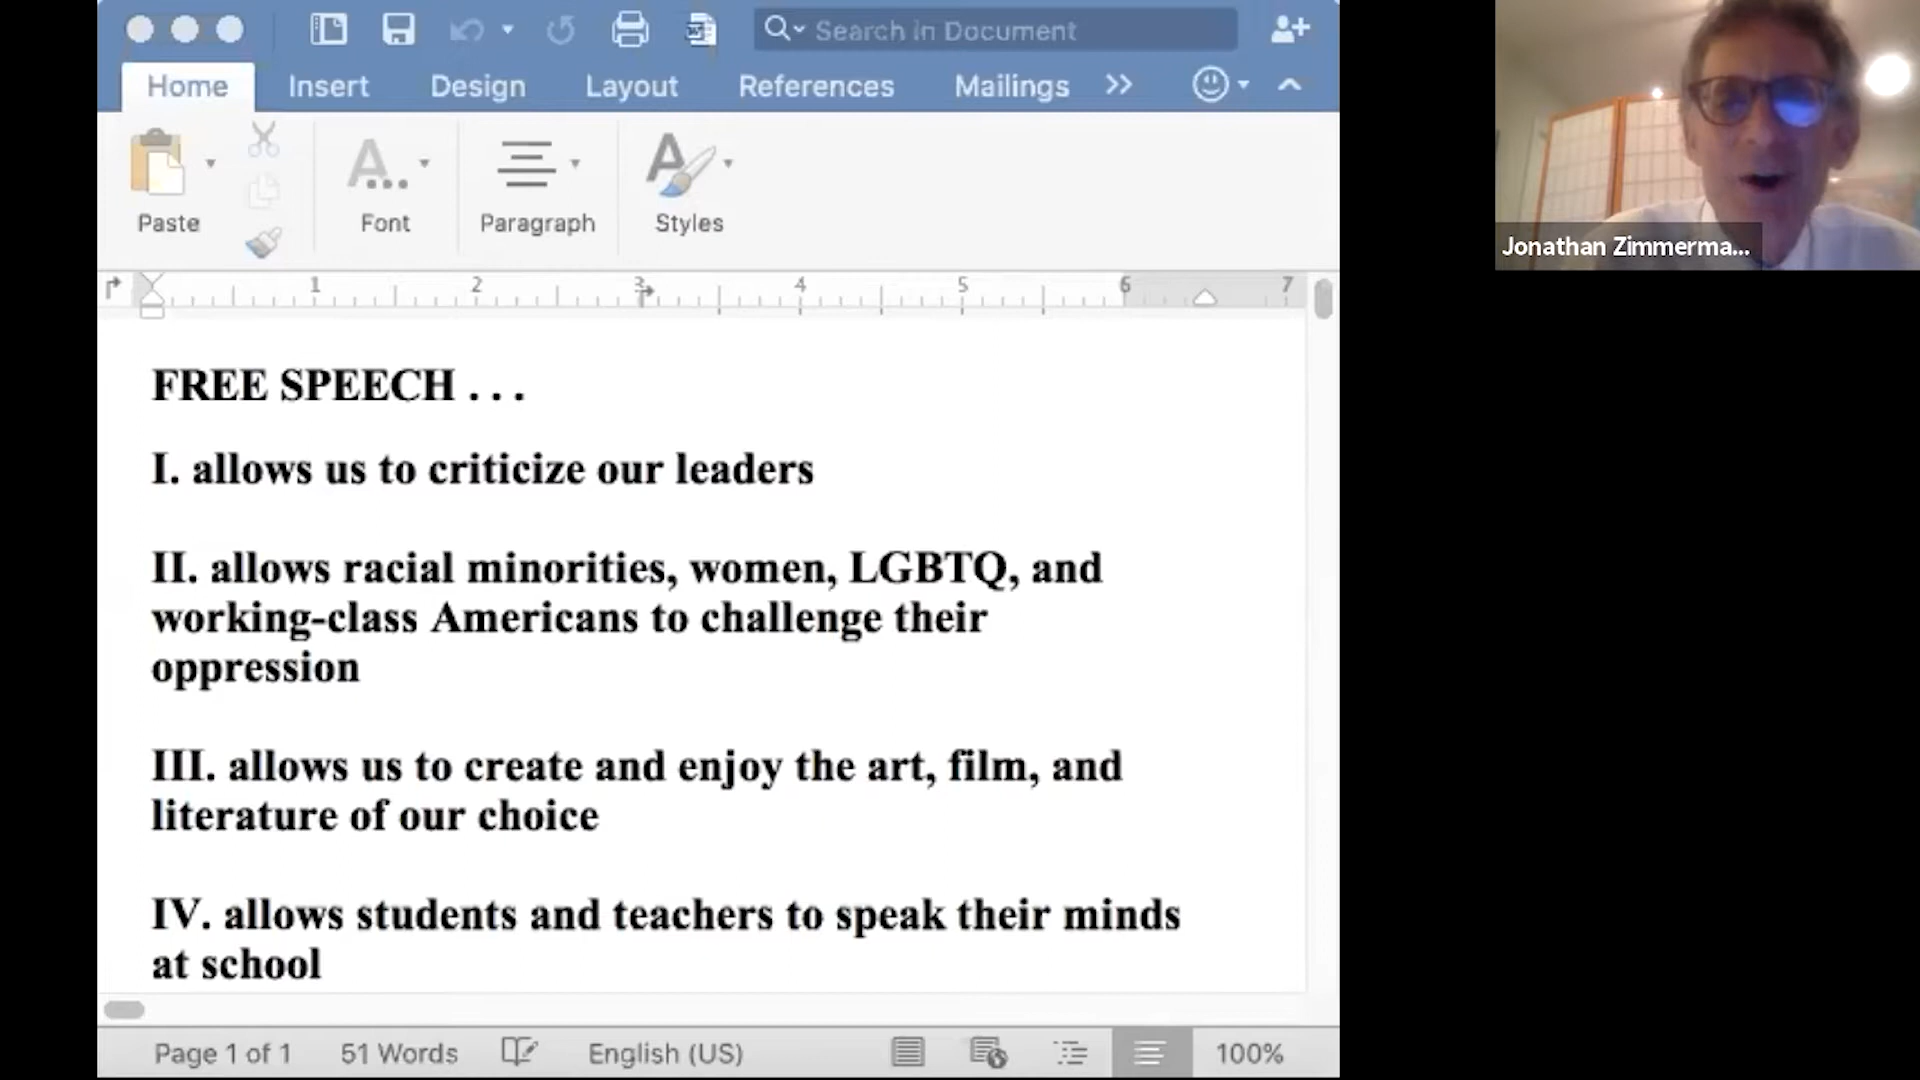 Search in Document
Home Insert Design Layout References Mailings >>
Paste Font Paragraph Styles
1 2 3 4 5 6 7
Jonathan Zimmerma...
FREE SPEECH . . .
I. allows us to criticize our leaders
II. allows racial minorities, women, LGBTQ, and
working-class Americans to challenge their
oppression
III. allows us to create and enjoy the art, film, and
literature of our choice
IV. allows students and teachers to speak their minds
at school
Page 1 of 1 51 Words English (US) 100%